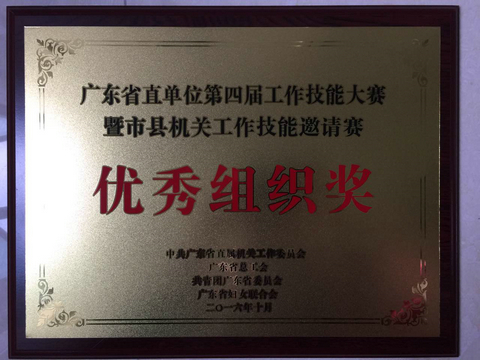 广东省直单位第四届工作技能大赛
暨市县机关工作技能邀请赛
优秀组织奖
中共广东省直属机关工作委员会
广东省总工会
共青团广东省委员会
广东省妇女联合会
二〇一六年十月